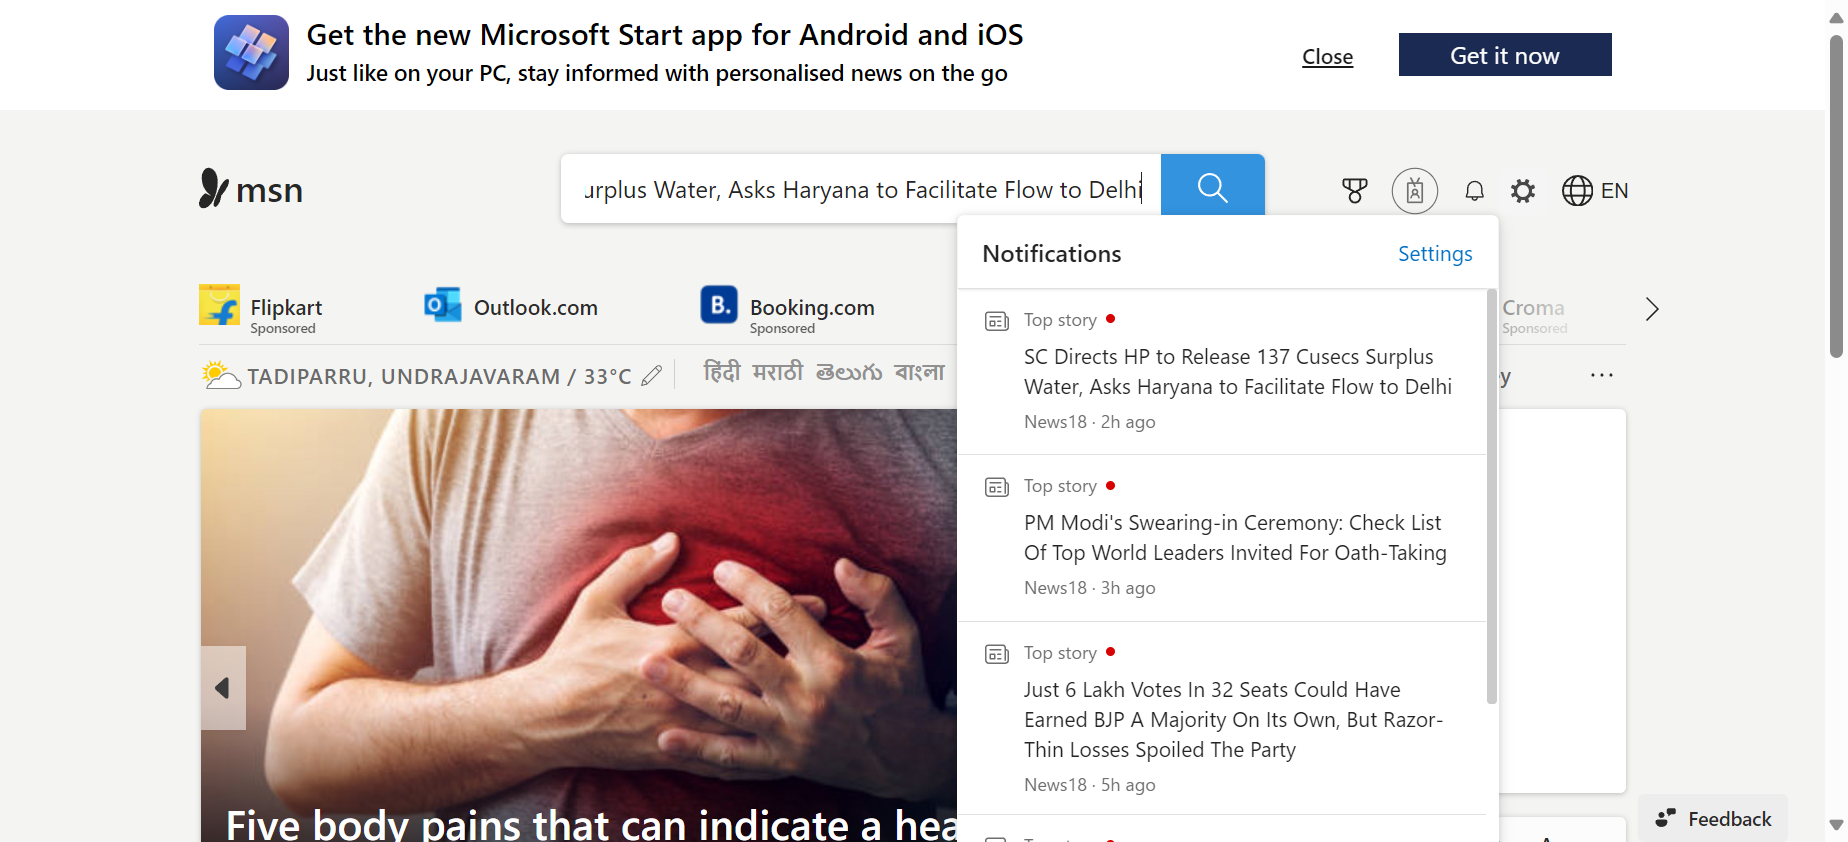 Get the new Microsoft Start app for Android and iOS
Just like on your PC, stay informed with personalised news on the go
Close
Get it now
msn
Surplus Water, Asks Haryana to Facilitate Flow to Delhi
EN
Notifications
Settings
Flipkart
Sponsored
Outlook.com
B.
Booking.com
Sponsored
Croma
Sponsored
TADIPARRU, UNDRAJAVARAM / 33°C
हिंदी मराठी తెలుగు বাংলা
y
...
Top story
SC Directs HP to Release 137 Cusecs Surplus
Water, Asks Haryana to Facilitate Flow to Delhi
News18 · 2h ago
Top story
PM Modi's Swearing-in Ceremony: Check List
Of Top World Leaders Invited For Oath-Taking
News18 · 3h ago
Top story
Just 6 Lakh Votes In 32 Seats Could Have
Earned BJP A Majority On Its Own, But Razor-
Thin Losses Spoiled The Party
News18 · 5h ago
Five body pains that can indicate a hea
Feedback